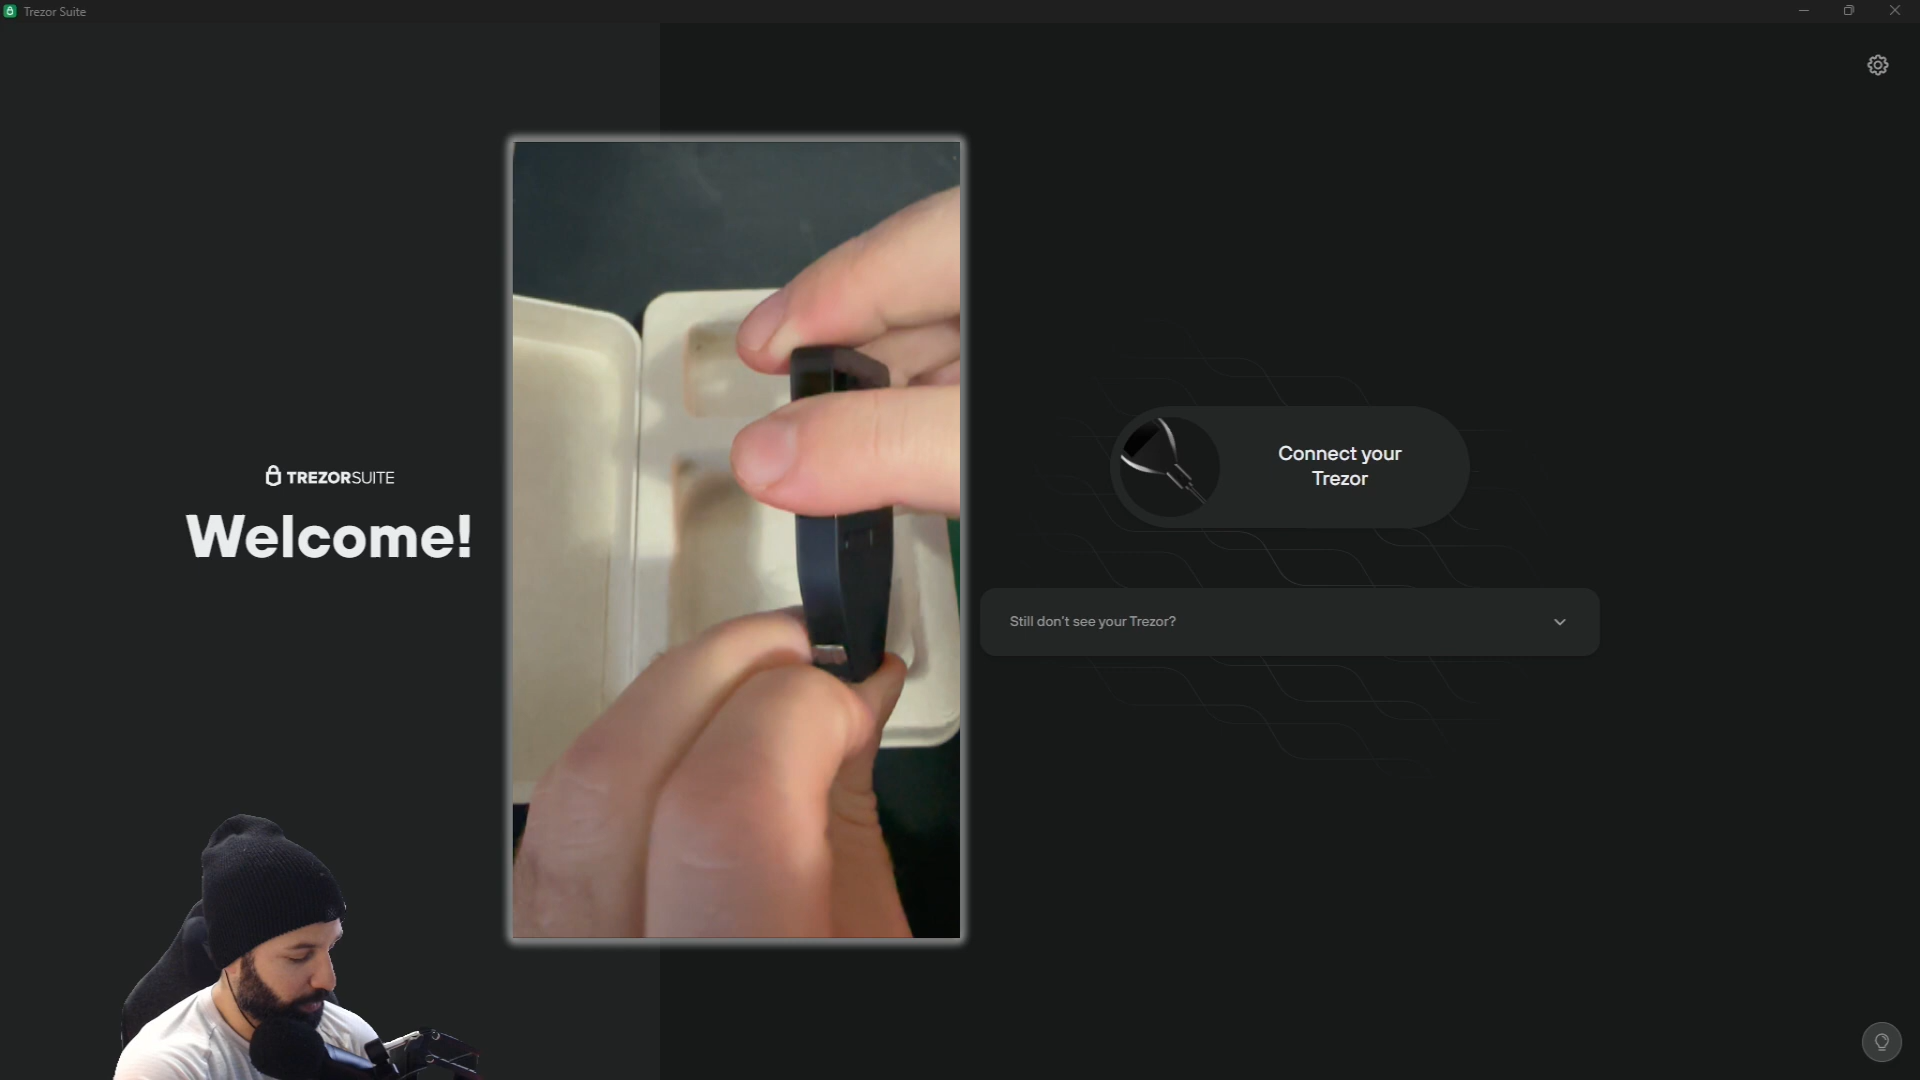 Trezor Suite
TREZORSUITE
Welcome!
Connect your
Trezor
Still don't see your Trezor?